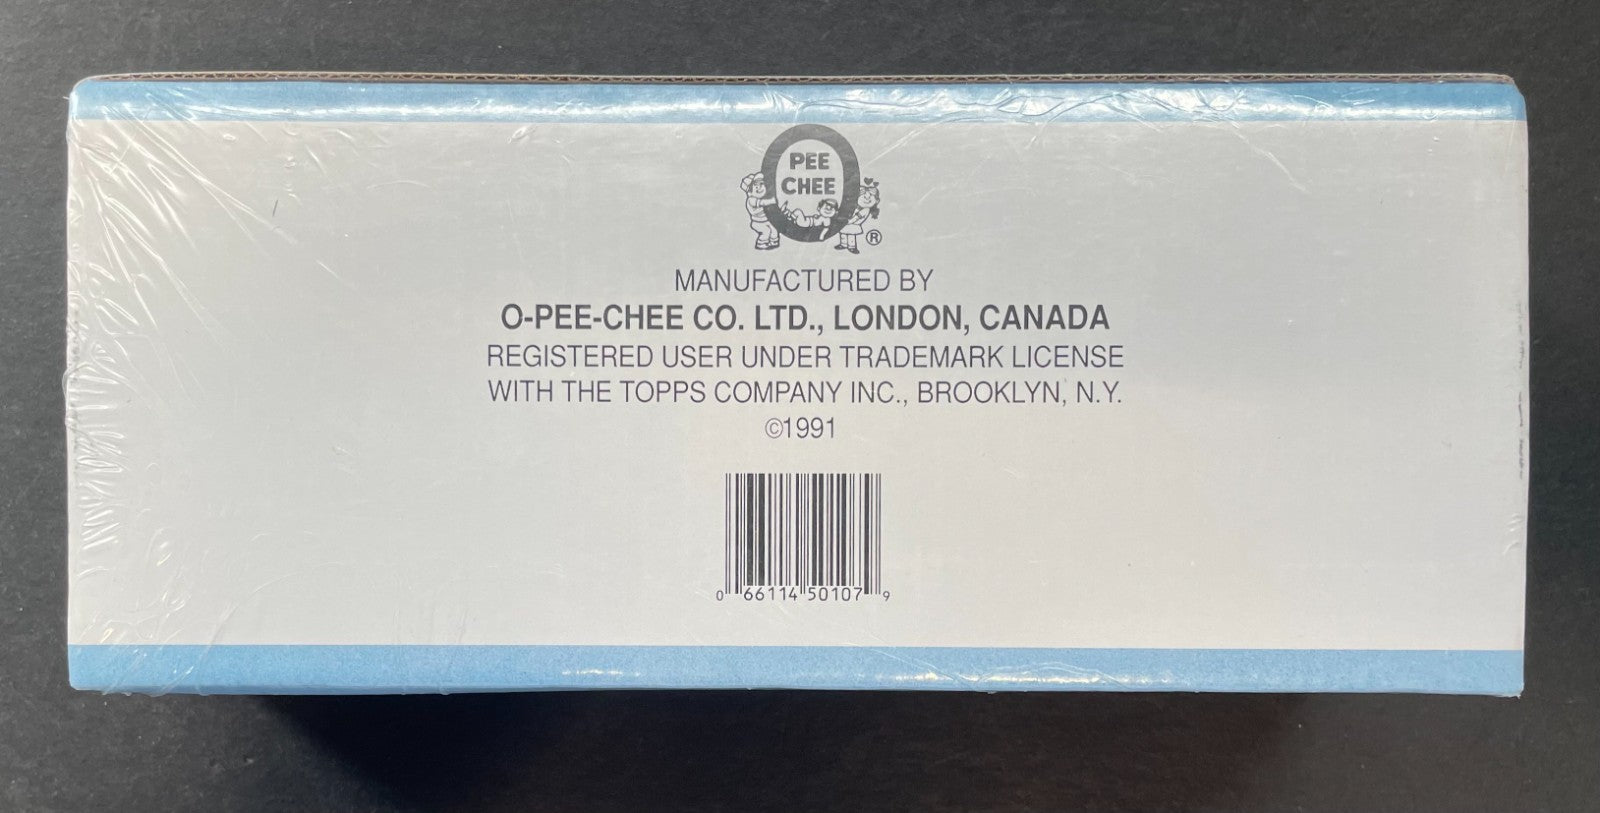 PEE
CHEE
®
MANUFACTURED BY
O-PEE-CHEE CO. LTD., LONDON, CANADA
REGISTERED USER UNDER TRADEMARK LICENSE
WITH THE TOPPS COMPANY INC., BROOKLYN, N.Y.
©1991
0 66114 50107 9